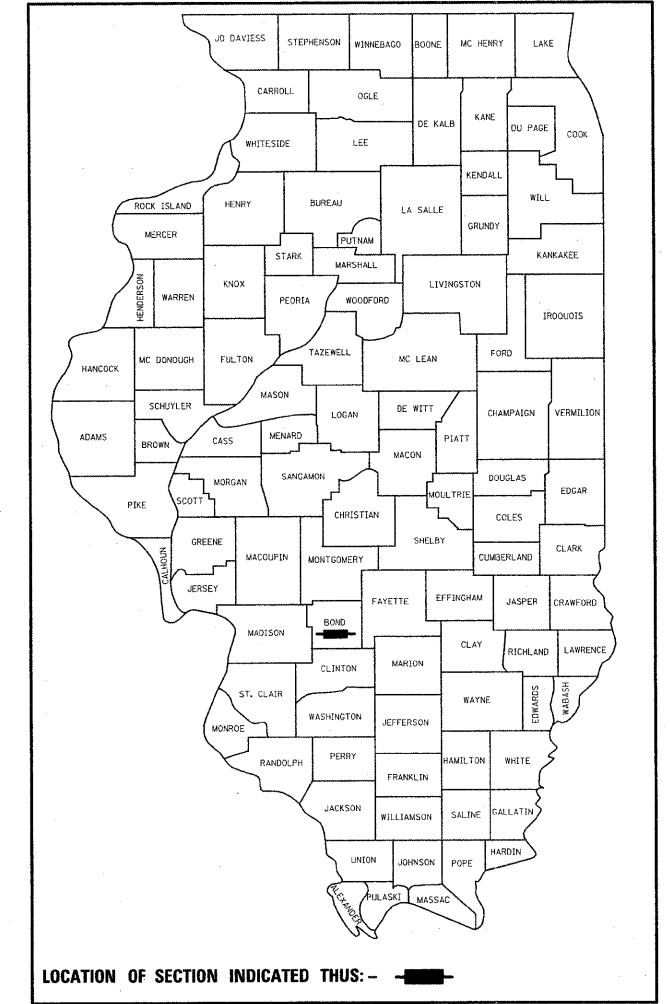 JO DAVIESS STEPHENSON WINNEBAGO BOONE MC HENRY LAKE
CARROLL OGLE DE KALB KANE DU PAGE COOK
WHITESIDE LEE
KENDALL
ROCK ISLAND HENRY BUREAU LA SALLE WILL
MERCER PUTNAM GRUNDY
STARK MARSHALL KANKAKEE
HENDERSON WARREN KNOX PEORIA WOODFORD LIVINGSTON IROQUOIS
HANCOCK MC DONOUGH FULTON TAZEWELL MC LEAN FORD
SCHUYLER MASON LOGAN DE WITT CHAMPAIGN VERMILION
ADAMS BROWN CASS MENARD MACON PIATT
PIKE SCOTT MORGAN SANGAMON MOULTRIE DOUGLAS EDGAR
CHRISTIAN COLES
CALHOUN GREENE MACOUPIN MONTGOMERY SHELBY CUMBERLAND CLARK
JERSEY FAYETTE EFFINGHAM JASPER CRAWFORD
MADISON BOND
CLINTON MARION CLAY RICHLAND LAWRENCE
ST. CLAIR WAYNE EDWARDS WABASH
MONROE WASHINGTON JEFFERSON
RANDOLPH PERRY HAMILTON WHITE
FRANKLIN
JACKSON WILLIAMSON SALINE GALLATIN
UNION JOHNSON POPE HARDIN
ALEXANDER PULASKI MASSAC
LOCATION OF SECTION INDICATED THUS: -